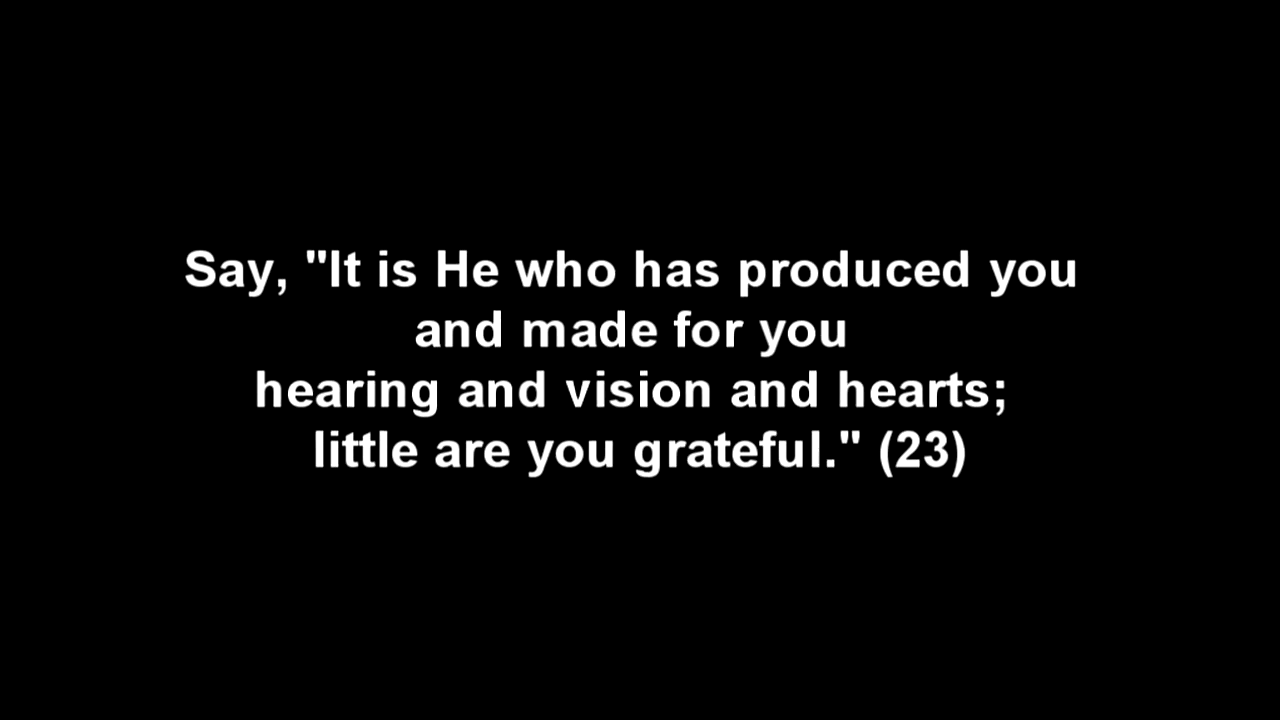 Say, "It is He who has produced you
and made for you
hearing and vision and hearts;
little are you grateful." (23)